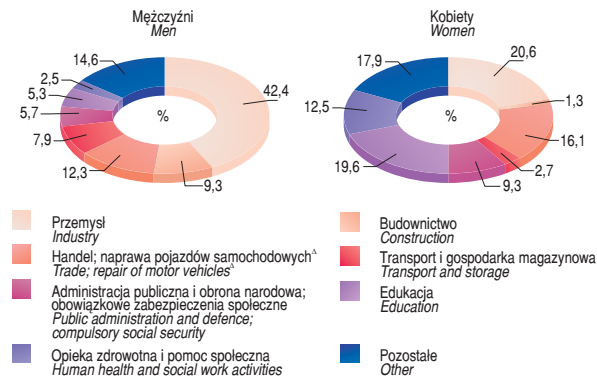 Mężczyźni
Men
14,6
2,5
5,3
5,7
7,9
12,3
9,3
42,4
%
Kobiety
Women
17,9
20,6
12,5
1,3
16,1
2,7
9,3
19,6
%
Przemysł
Industry
Handel; naprawa pojazdów samochodowych^Δ
Trade; repair of motor vehicles^Δ
Administracja publiczna i obrona narodowa;
obowiązkowe zabezpieczenia społeczne
Public administration and defence;
compulsory social security
Opieka zdrowotna i pomoc społeczna
Human health and social work activities
Budownictwo
Construction
Transport i gospodarka magazynowa
Transport and storage
Edukacja
Education
Pozostałe
Other